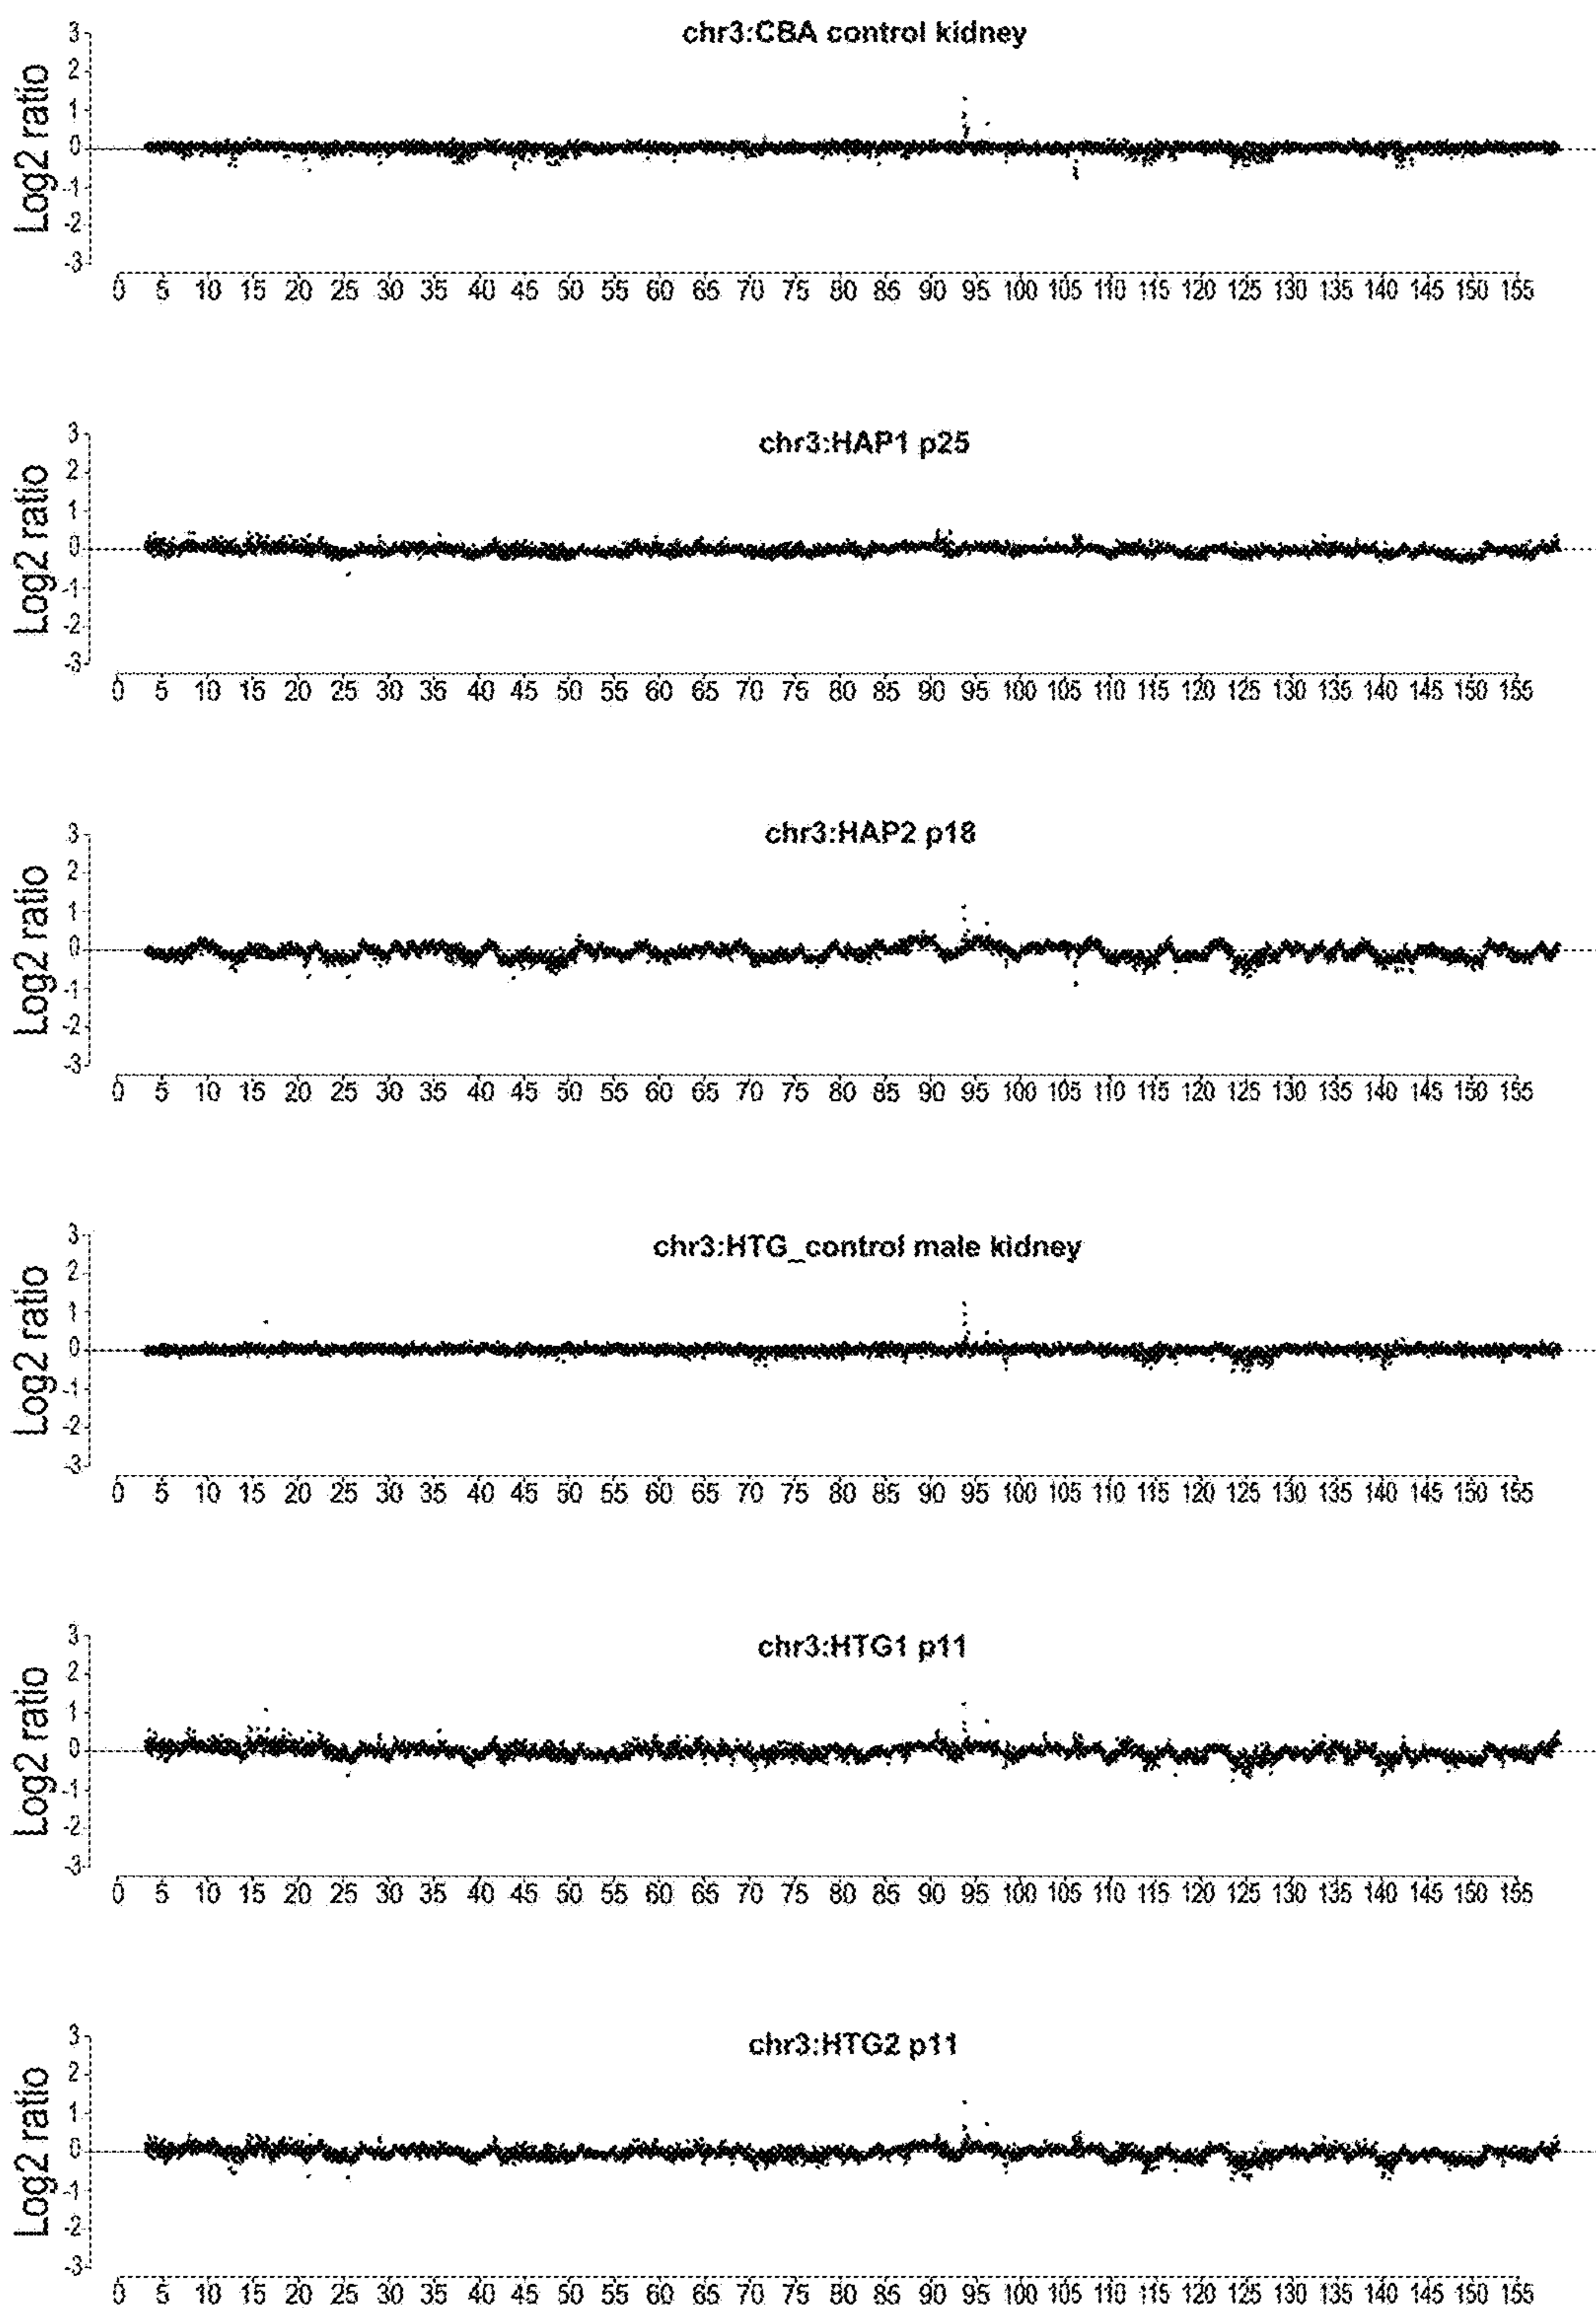 chr3:CBA control kidney
Log2 ratio
3
2
1
0
-1
-2
-3
0 5 10 15 20 25 30 35 40 45 50 55 60 65 70 75 80 85 90 95 100 105 110 115 120 125 130 135 140 145 150 155
chr3:HAP1 p25
Log2 ratio
3
2
1
0
-1
-2
-3
0 5 10 15 20 25 30 35 40 45 50 55 60 65 70 75 80 85 90 95 100 105 110 115 120 125 130 135 140 145 150 155
chr3:HAP2 p18
Log2 ratio
3
2
1
0
-1
-2
-3
0 5 10 15 20 25 30 35 40 45 50 55 60 65 70 75 80 85 90 95 100 105 110 115 120 125 130 135 140 145 150 155
chr3:HTG_control male kidney
Log2 ratio
3
2
1
0
-1
-2
-3
0 5 10 15 20 25 30 35 40 45 50 55 60 65 70 75 80 85 90 95 100 105 110 115 120 125 130 135 140 145 150 155
chr3:HTG1 p11
Log2 ratio
3
2
1
0
-1
-2
-3
0 5 10 15 20 25 30 35 40 45 50 55 60 65 70 75 80 85 90 95 100 105 110 115 120 125 130 135 140 145 150 155
chr3:HTG2 p11
Log2 ratio
3
2
1
0
-1
-2
-3
0 5 10 15 20 25 30 35 40 45 50 55 60 65 70 75 80 85 90 95 100 105 110 115 120 125 130 135 140 145 150 155